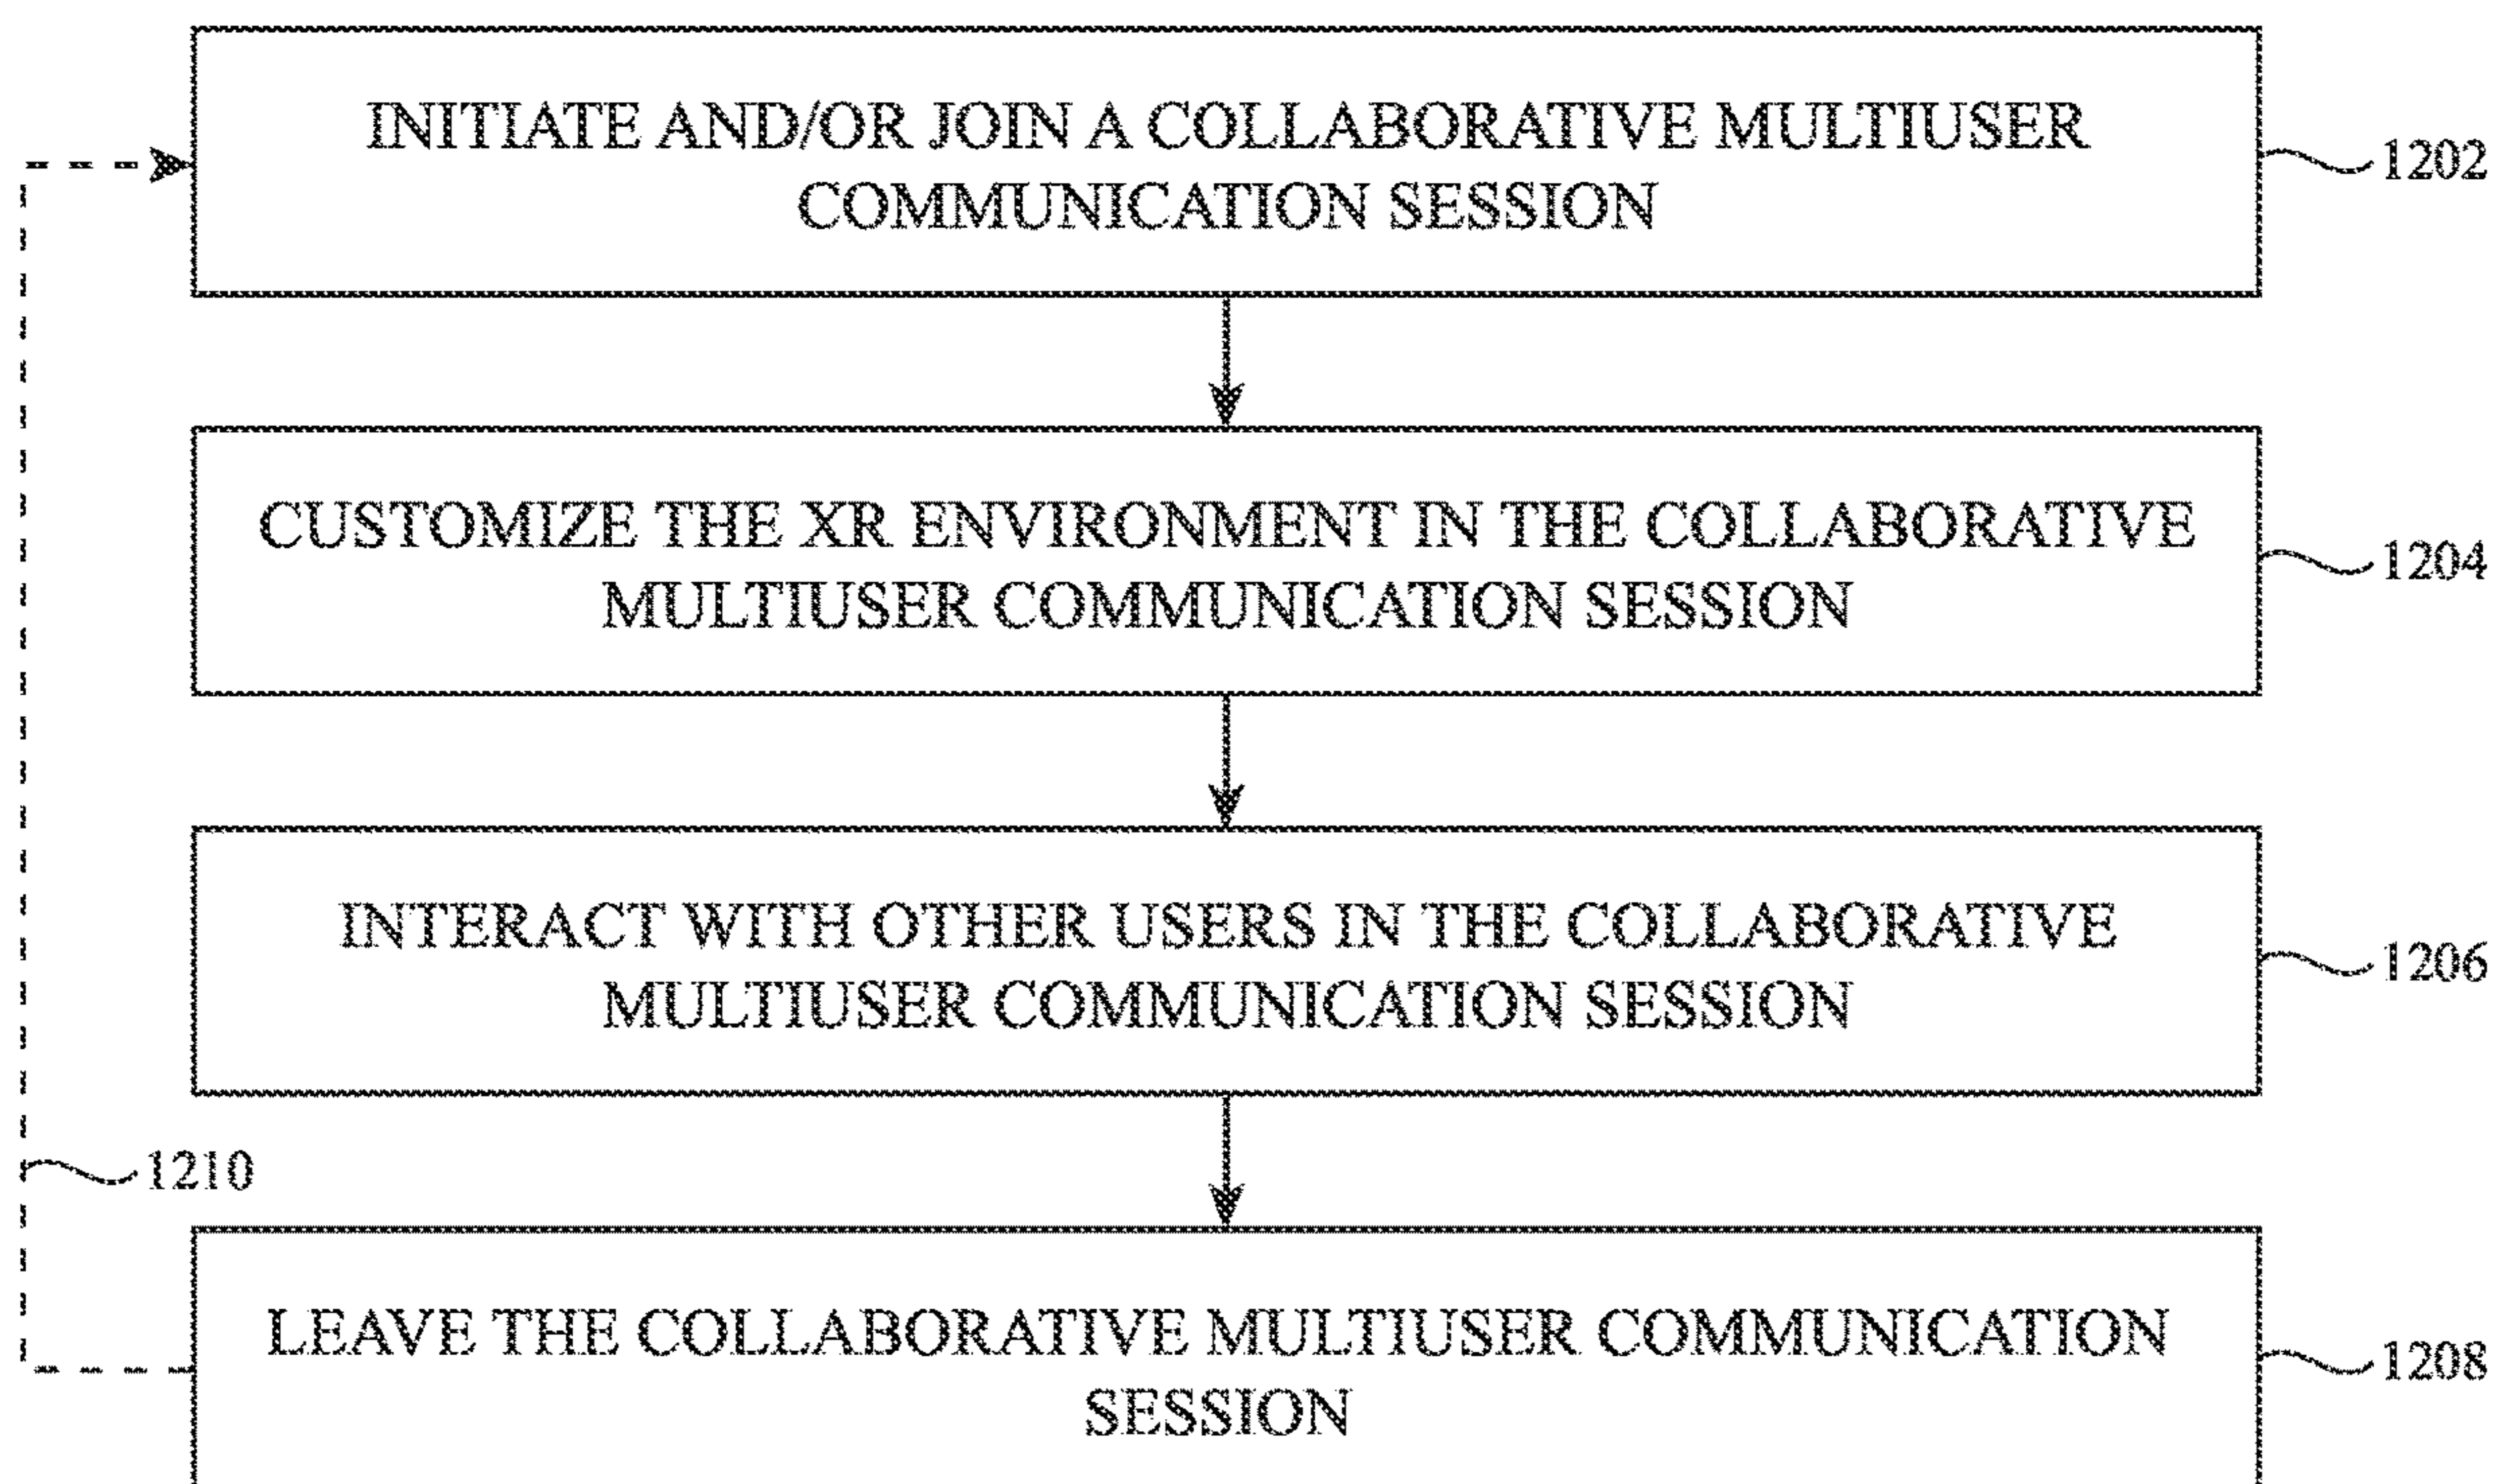 INITIATE AND/OR JOIN A COLLABORATIVE MULTIUSER
COMMUNICATION SESSION
1202
CUSTOMIZE THE XR ENVIRONMENT IN THE COLLABORATIVE
MULTIUSER COMMUNICATION SESSION
1204
INTERACT WITH OTHER USERS IN THE COLLABORATIVE
MULTIUSER COMMUNICATION SESSION
1206
1210
LEAVE THE COLLABORATIVE MULTIUSER COMMUNICATION
SESSION
1208